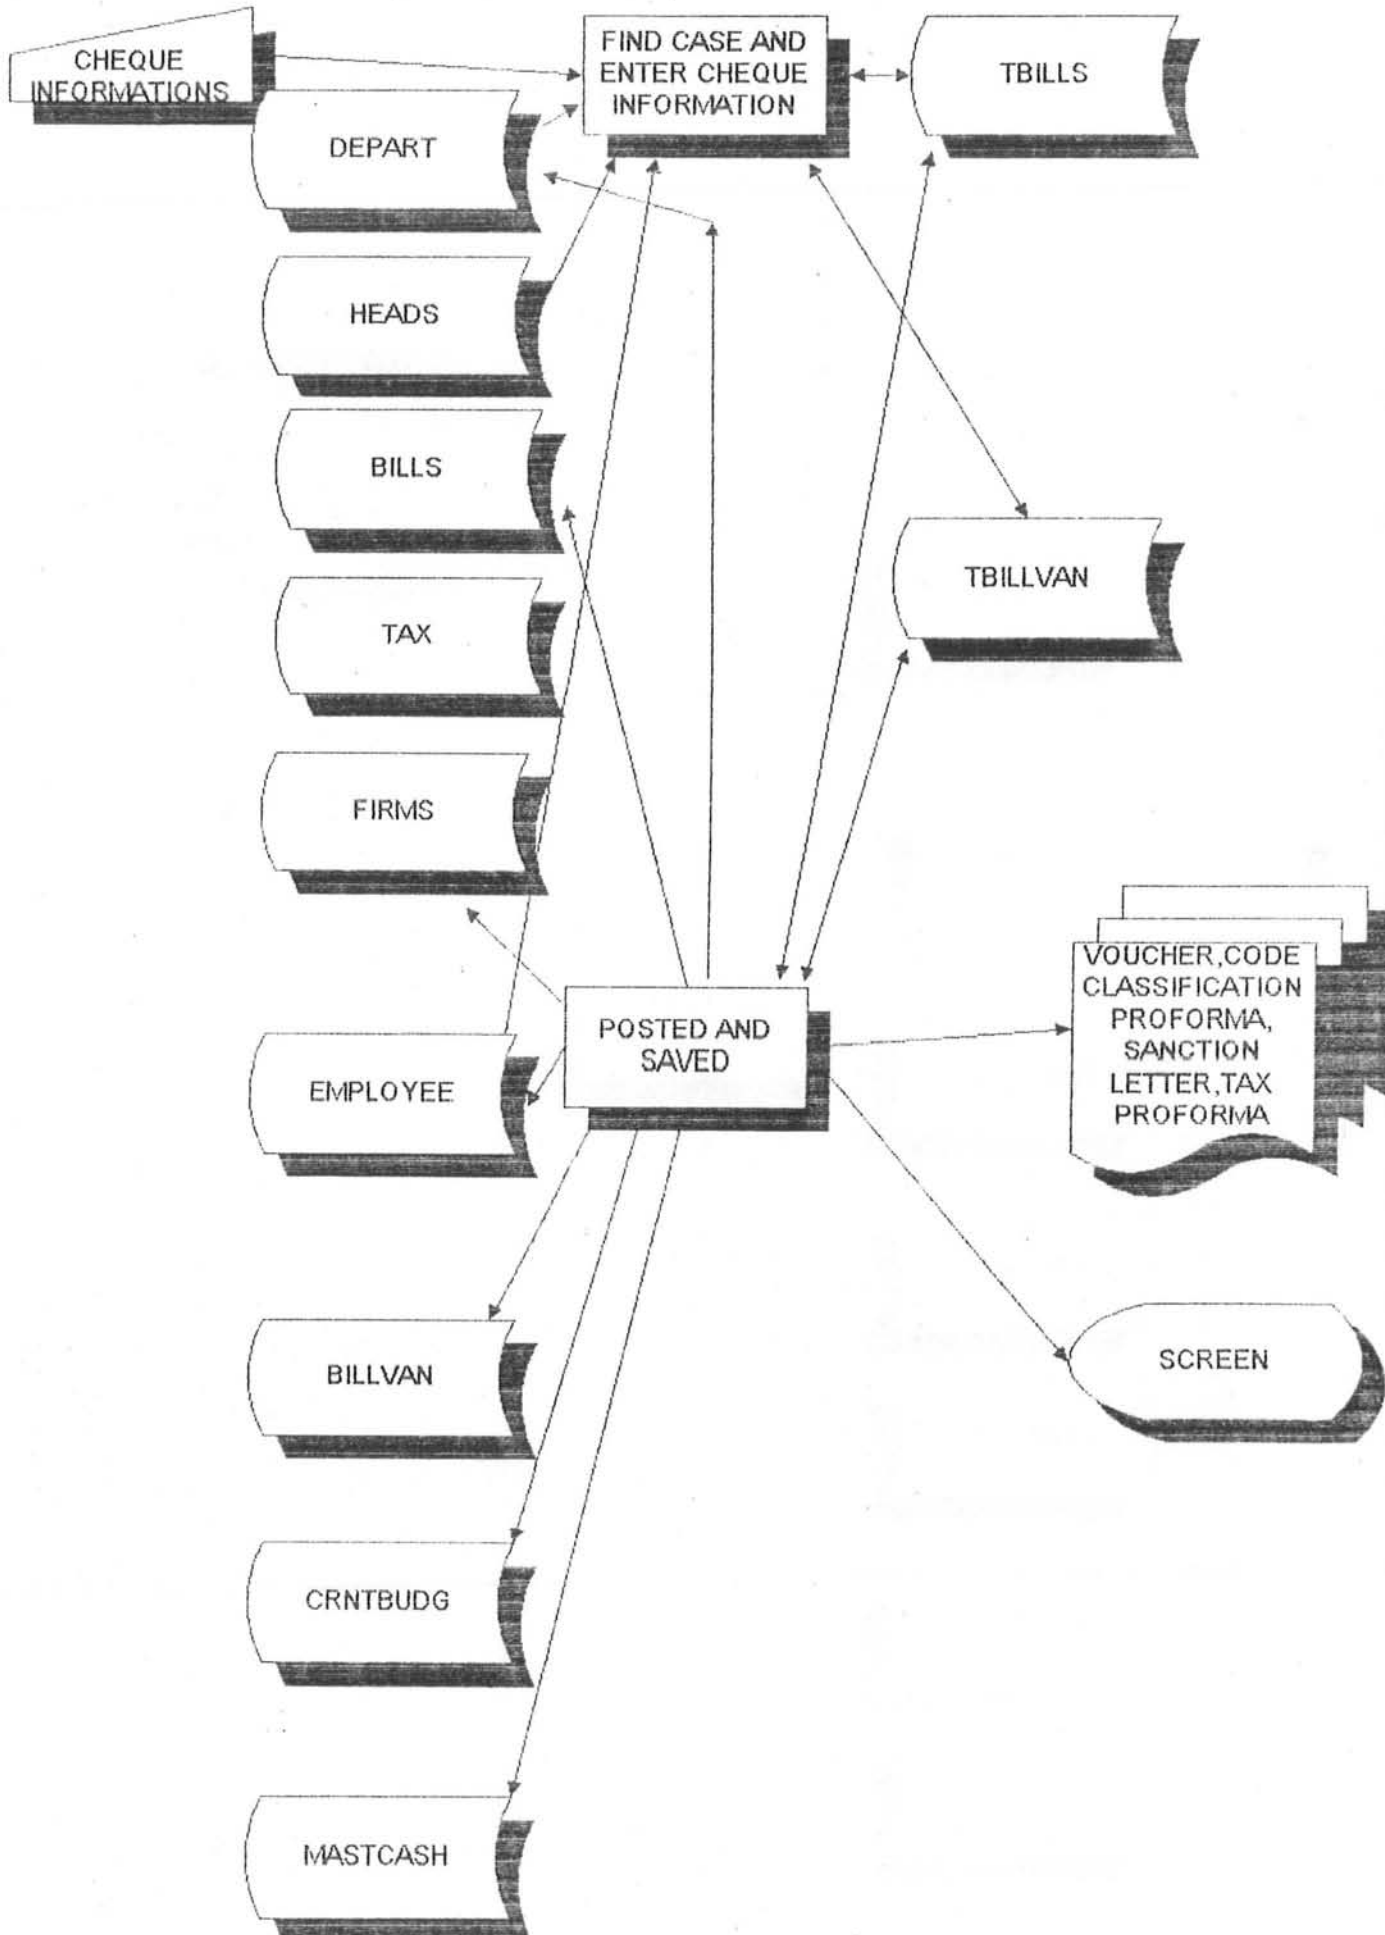 CHEQUE
INFORMATIONS
FIND CASE AND
ENTER CHEQUE
INFORMATION
TBILLS
DEPART
HEADS
BILLS
TBILLVAN
TAX
FIRMS
VOUCHER,CODE
CLASSIFICATION
PROFORMA,
SANCTION
LETTER,TAX
PROFORMA
POSTED AND
SAVED
EMPLOYEE
SCREEN
BILLVAN
CRNTBUDG
MASTCASH